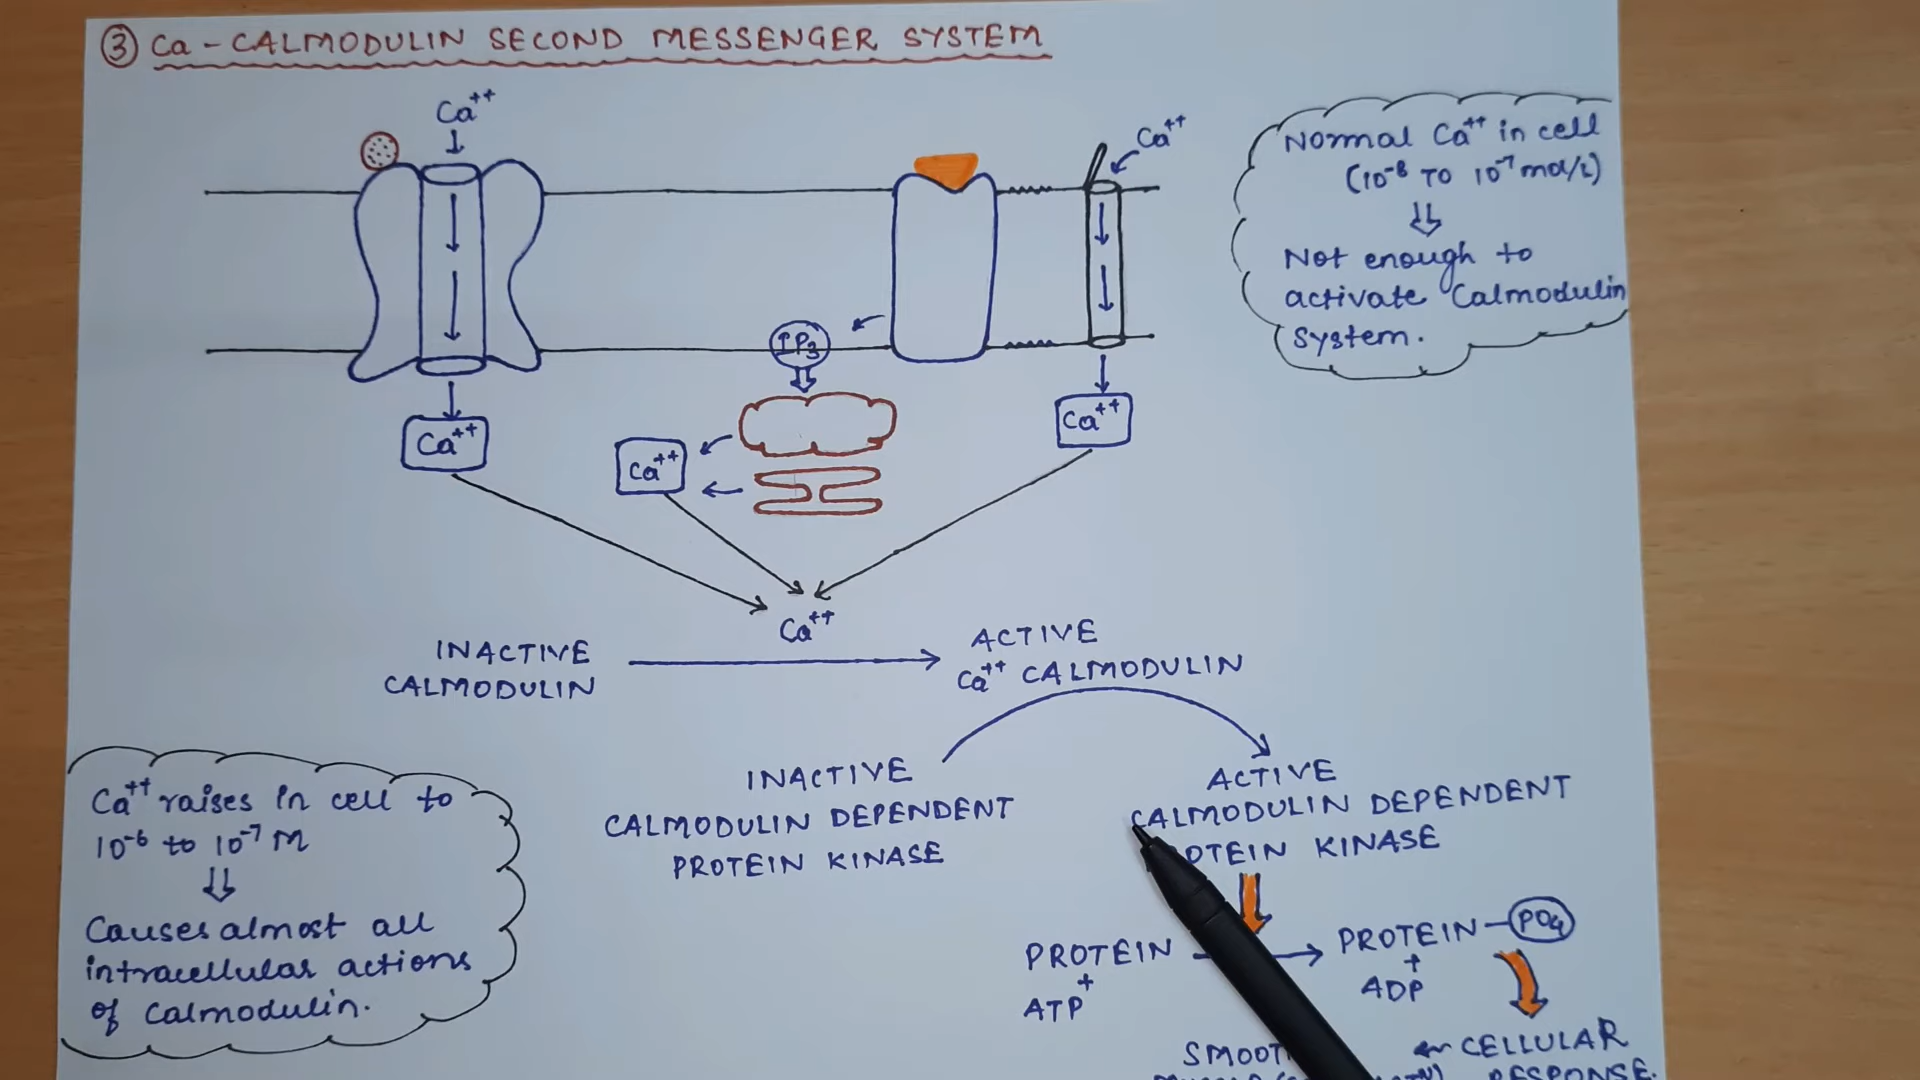 ③ Ca - CALMODULIN SECOND MESSENGER SYSTEM
Ca++
Ca++
Normal Ca++ in cell
(10-8 TO 10-7 mol/L)
Not enough to
activate Calmodulin
System.
IP3
Ca++
Ca++
Ca++
Ca++
INACTIVE
CALMODULIN
ACTIVE
Ca++ CALMODULIN
INACTIVE
CALMODULIN DEPENDENT
PROTEIN KINASE
ACTIVE
CALMODULIN DEPENDENT
OTEIN KINASE
Ca++ raises in cell to
10-6 to 10-7 M
Causes almost all
intracellular actions
of Calmodulin.
PROTEIN
+
ATP
PROTEIN - PO4
+
ADP
SMOOT
CELLULAR
RESPONSE.